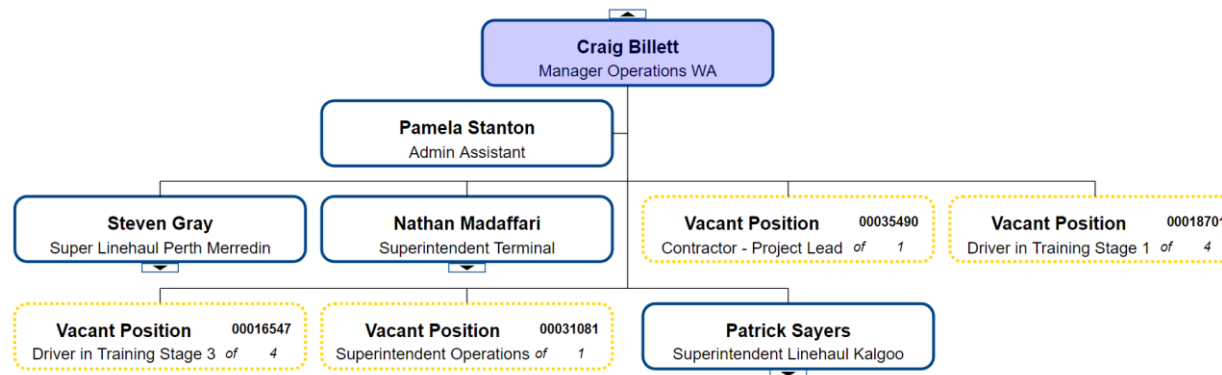 Craig Billett
Manager Operations WA
Pamela Stanton
Admin Assistant
Steven Gray
Super Linehaul Perth Merredin
Nathan Madaffari
Superintendent Terminal
Vacant Position 00035490
Contractor - Project Lead of 1
Vacant Position 00018701
Driver in Training Stage 1 of 4
Vacant Position 00016547
Driver in Training Stage 3 of 4
Vacant Position 00031081
Superintendent Operations of 1
Patrick Sayers
Superintendent Linehaul Kalgoo